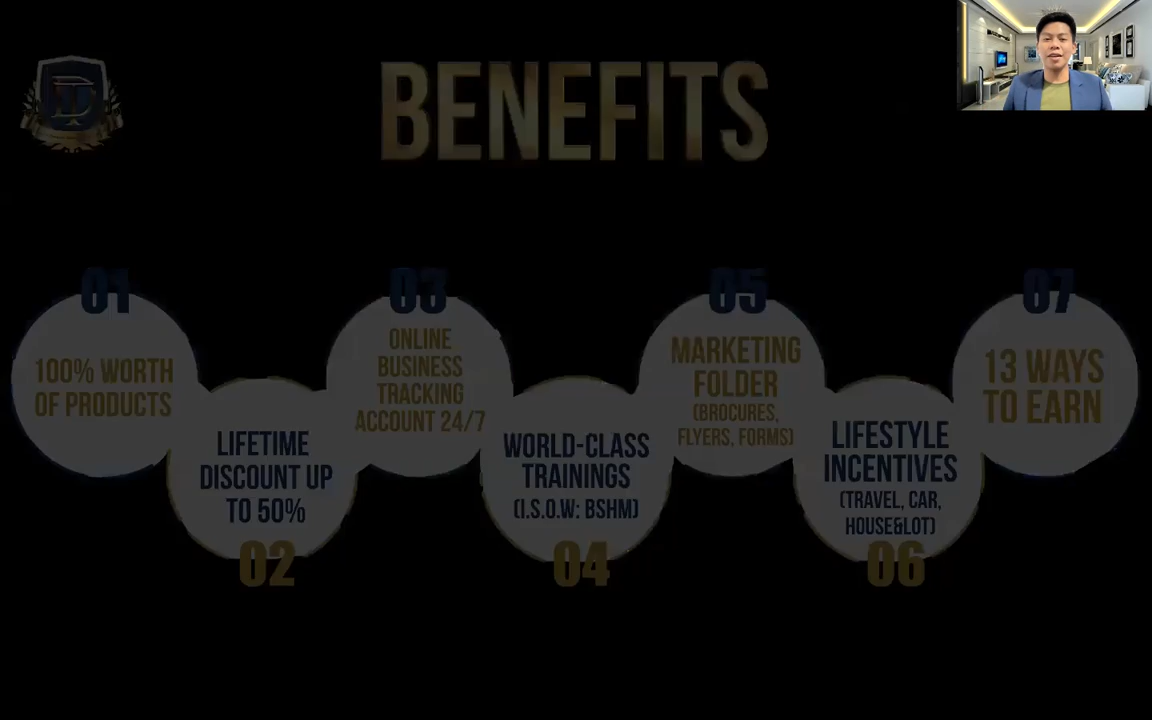 BENEFITS
01
100% WORTH
OF PRODUCTS
LIFETIME
DISCOUNT UP
TO 50%
02
03
ONLINE
BUSINESS
TRACKING
ACCOUNT 24/7
WORLD-CLASS
TRAININGS
(I.S.O.W: BSHM)
04
05
MARKETING
FOLDER
(BROCURES,
FLYERS, FORMS)
LIFESTYLE
INCENTIVES
(TRAVEL, CAR,
HOUSE&LOT)
06
07
13 WAYS
TO EARN